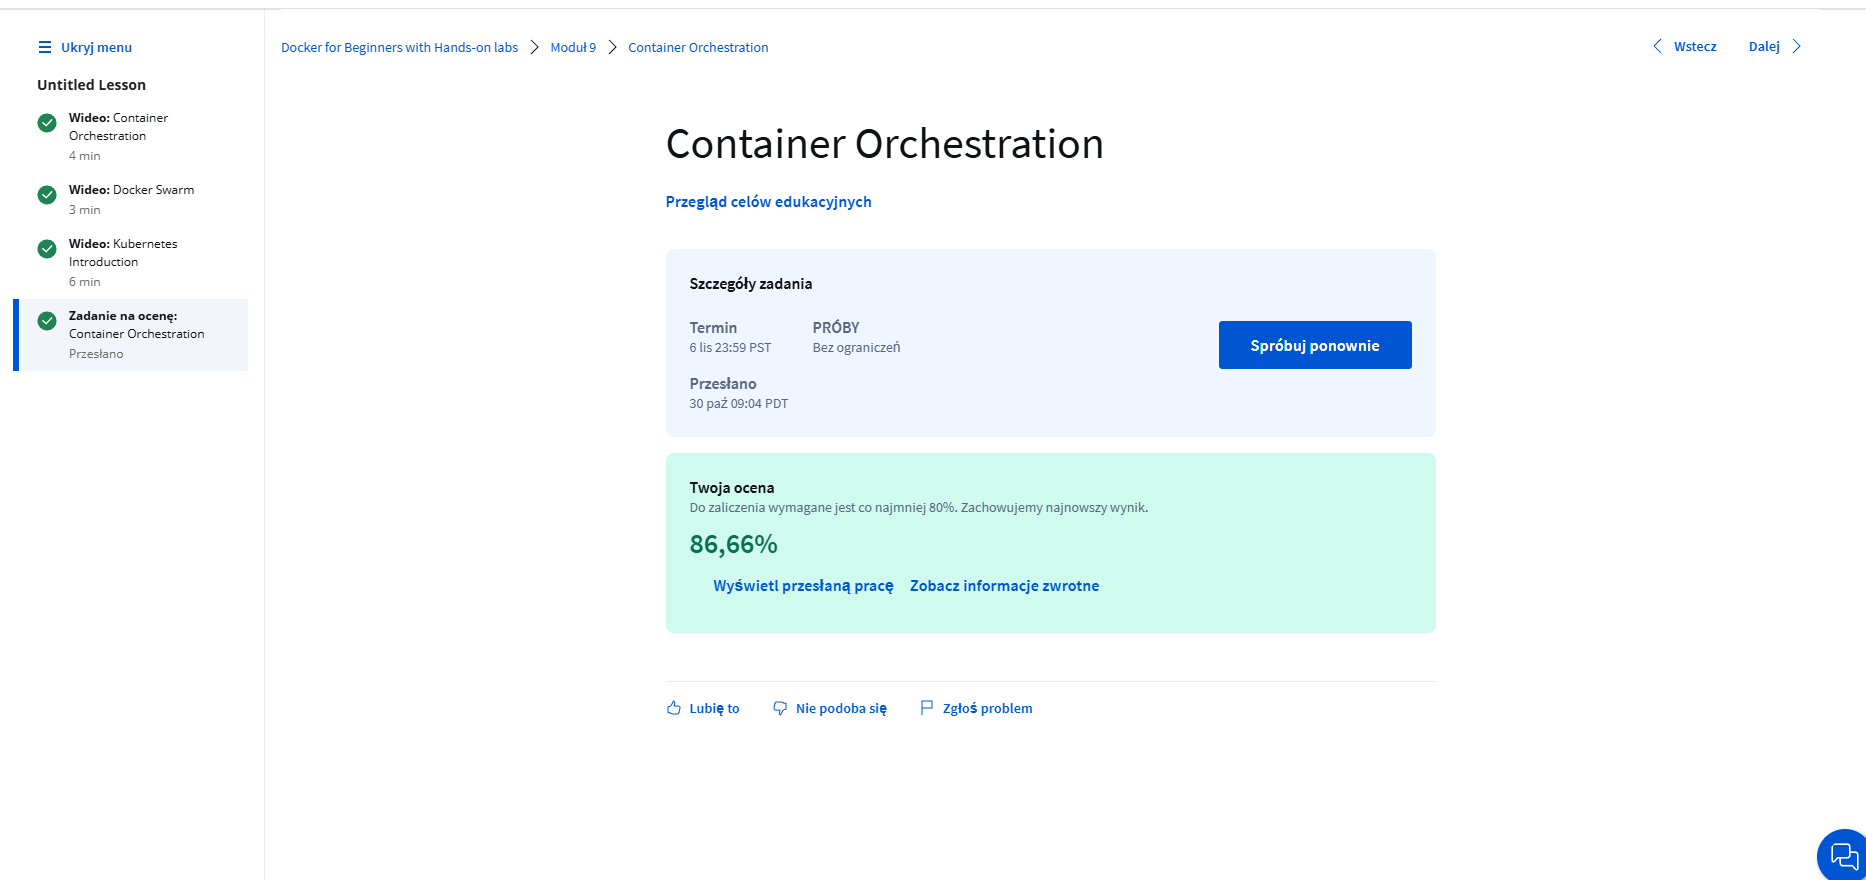 Ukryj menu
Docker for Beginners with Hands-on labs
Moduł 9
Container Orchestration
Wstecz
Dalej
Untitled Lesson
Wideo: Container
Orchestration
4 min
Wideo: Docker Swarm
3 min
Wideo: Kubernetes
Introduction
6 min
Zadanie na ocenę:
Container Orchestration
Przesłano
Container Orchestration
Przegląd celów edukacyjnych
Szczegóły zadania
Termin
6 lis 23:59 PST
PRÓBY
Bez ograniczeń
Przesłano
30 paź 09:04 PDT
Spróbuj ponownie
Twoja ocena
Do zaliczenia wymagane jest co najmniej 80%. Zachowujemy najnowszy wynik.
86,66%
Wyświetl przesłaną pracę
Zobacz informacje zwrotne
Lubię to
Nie podoba się
Zgłoś problem